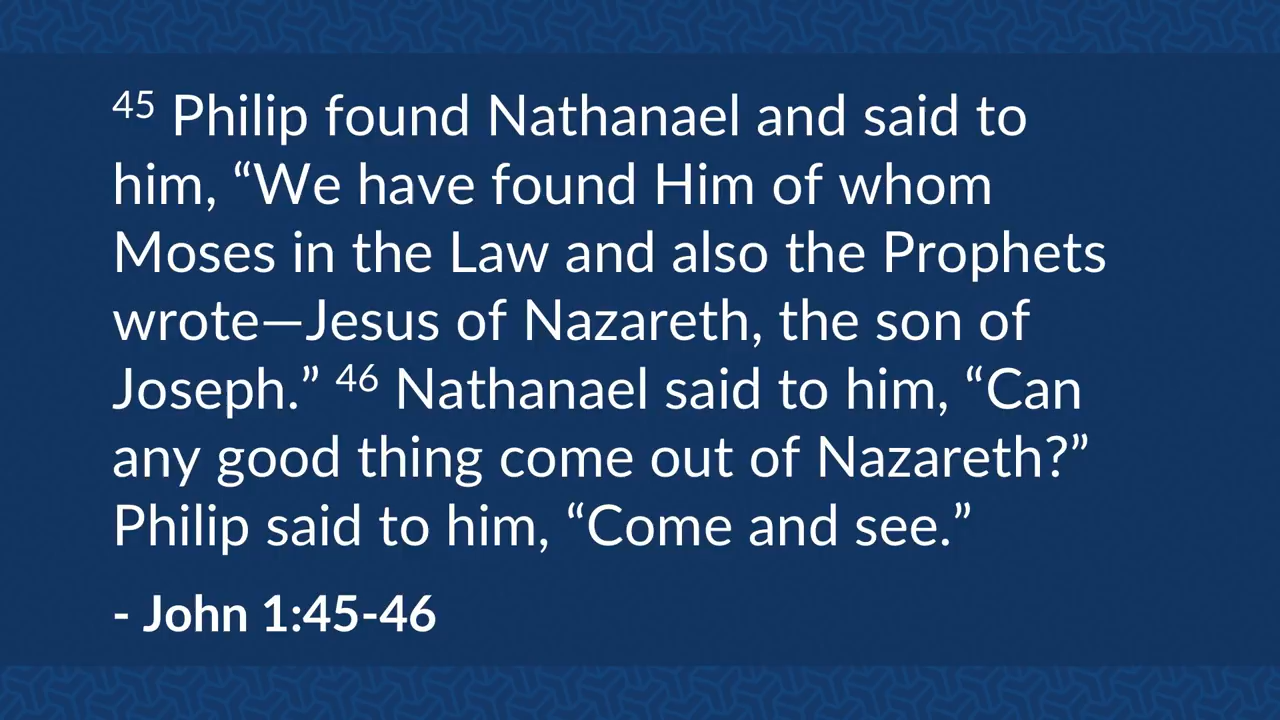 45 Philip found Nathanael and said to
him, “We have found Him of whom
Moses in the Law and also the Prophets
wrote—Jesus of Nazareth, the son of
Joseph.” 46 Nathanael said to him, “Can
any good thing come out of Nazareth?”
Philip said to him, “Come and see.”
- John 1:45-46